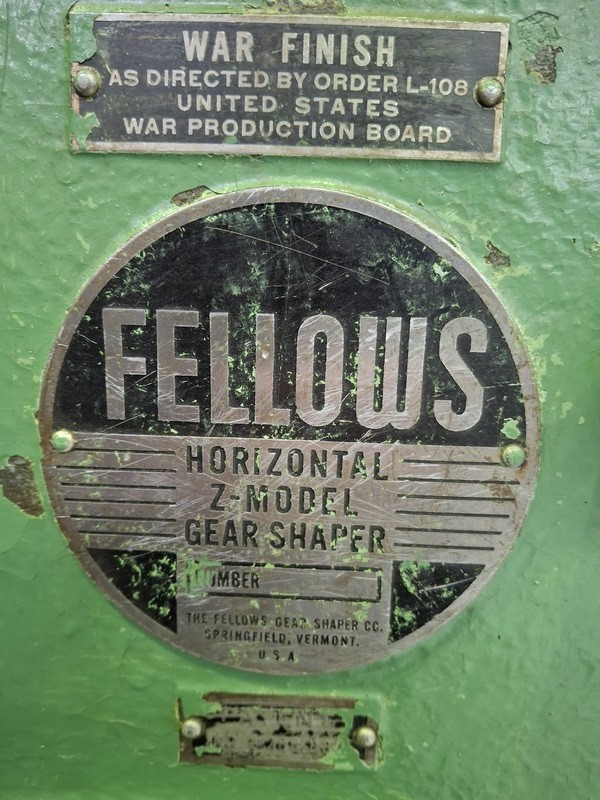 WAR FINISH
AS DIRECTED BY ORDER L-108
UNITED STATES
WAR PRODUCTION BOARD
FELLOWS
HORIZONTAL
Z-MODEL
GEAR SHAPER
NUMBER
THE FELLOWS GEAR SHAPER CO.
SPRINGFIELD, VERMONT.
U S A